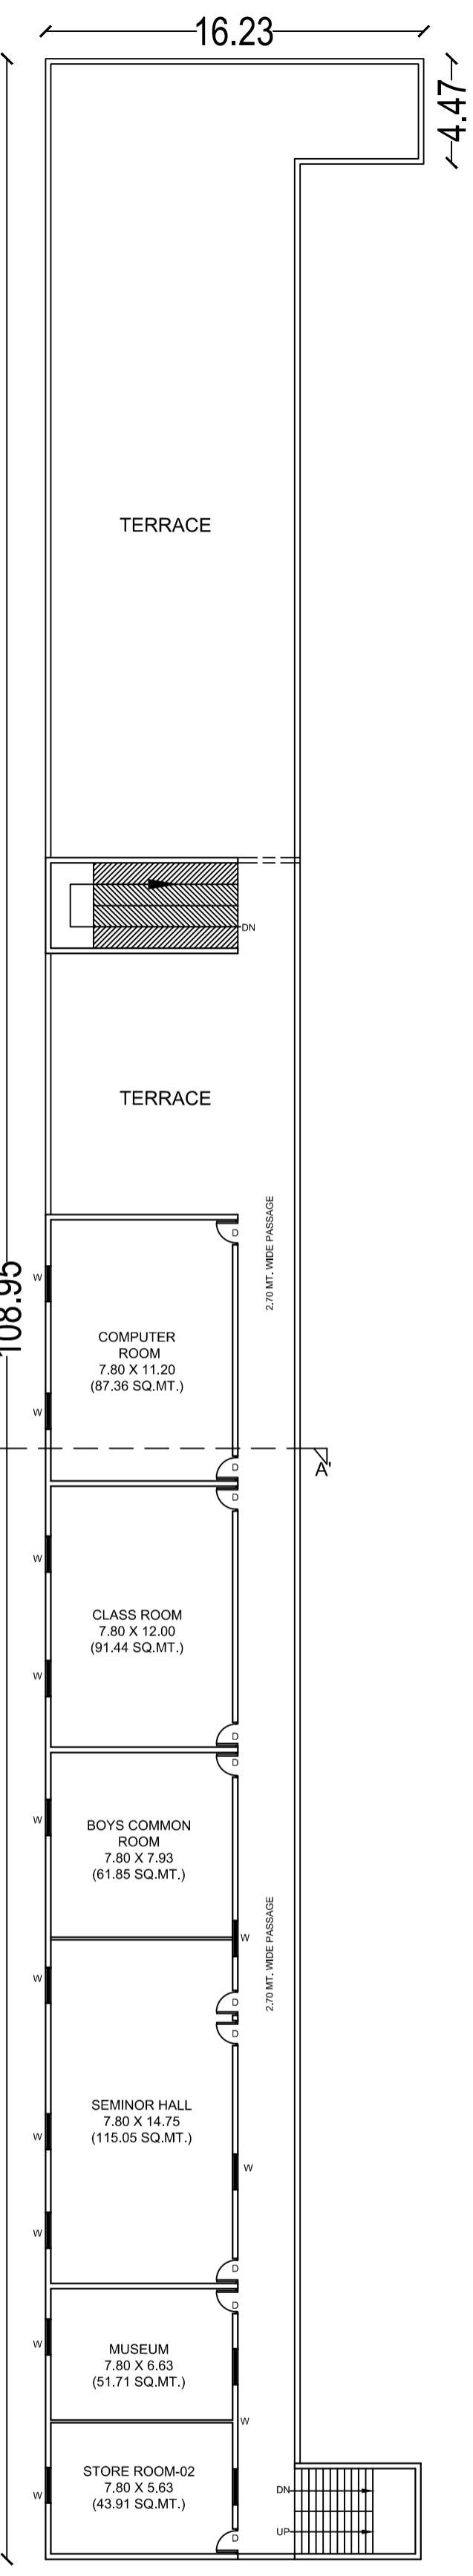 16.23
4.47
TERRACE
DN
TERRACE
2.70 MT. WIDE PASSAGE
D
W
108.95
COMPUTER
ROOM
7.80 X 11.20
(87.36 SQ.MT.)
W
D
A'
D
W
CLASS ROOM
7.80 X 12.00
(91.44 SQ.MT.)
W
D
D
W
BOYS COMMON
ROOM
7.80 X 7.93
(61.85 SQ.MT.)
2.70 MT. WIDE PASSAGE
W
W
D
D
SEMINOR HALL
7.80 X 14.75
(115.05 SQ.MT.)
W
W
W
D
D
W
MUSEUM
7.80 X 6.63
(51.71 SQ.MT.)
W
STORE ROOM-02
7.80 X 5.63
(43.91 SQ.MT.)
W
DN
UP
D